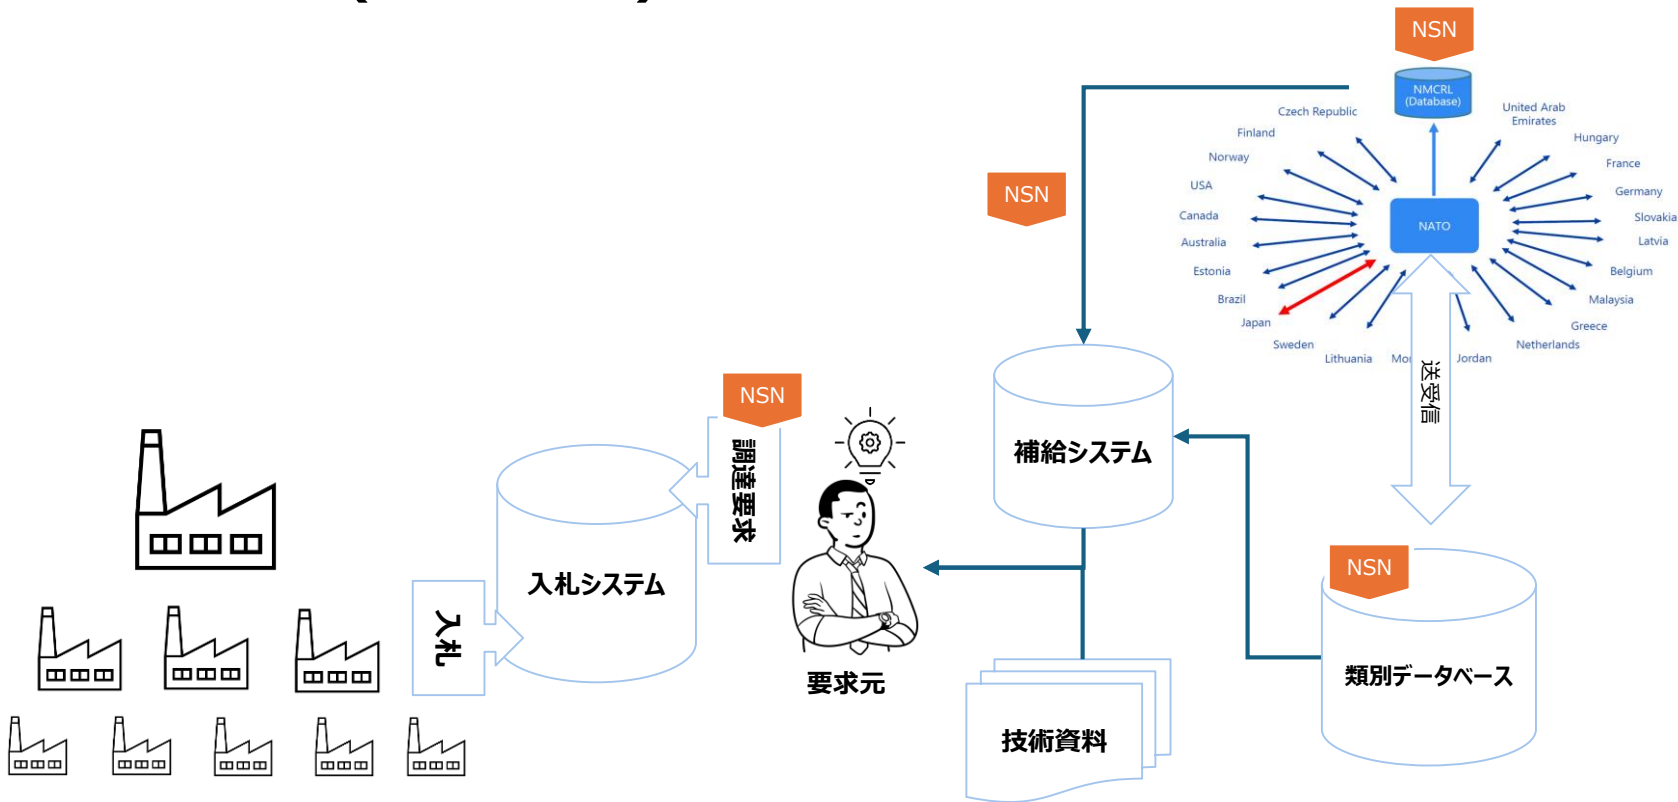 NSN
NMCRL
(Database)
Czech Republic
United Arab
Emirates
Finland
Hungary
Norway
France
USA
Germany
NSN
Canada
Slovakia
NATO
Australia
Latvia
Estonia
Belgium
Brazil
Malaysia
Japan
Greece
Sweden
Netherlands
Lithuania
Jordan
送受信
NSN
調達要求
補給システム
入札システム
NSN
入札
要求元
類別データベース
技術資料